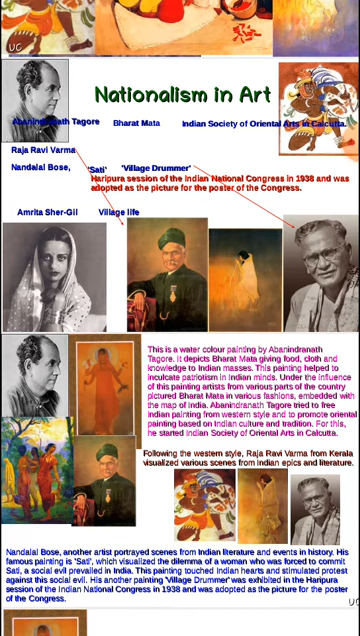 UC
Nationalism in Art
Abanindranath Tagore Bharat Mata Indian Society of Oriental Arts in Calcutta.
Raja Ravi Varma
Nandalal Bose, 'Sati' 'Village Drummer'
Haripura session of the Indian National Congress in 1938 and was
adopted as the picture for the poster of the Congress.
Amrita Sher-Gil Village life
This is a water colour painting by Abanindranath
Tagore. It depicts Bharat Mata giving food, cloth and
knowledge to Indian masses. This painting helped to
inculcate patriotism in Indian minds. Under the influence
of this painting artists from various parts of the country
pictured Bharat Mata in various fashions, embedded with
the map of India. Abanindranath Tagore tried to free
Indian painting from western style and to promote oriental
painting based on Indian culture and tradition. For this,
he started Indian Society of Oriental Arts in Calcutta.
Following the western style, Raja Ravi Varma from Kerala
visualized various scenes from Indian epics and literature.
Nandalal Bose, another artist portrayed scenes from Indian literature and events in history. His
famous painting is 'Sati', which visualized the dilemma of a woman who was forced to commit
Sati, a social evil prevailed in India. This painting touched Indian hearts and stimulated protest
against this social evil. His another painting 'Village Drummer' was exhibited in the Haripura
session of the Indian National Congress in 1938 and was adopted as the picture for the poster
of the Congress.
UC